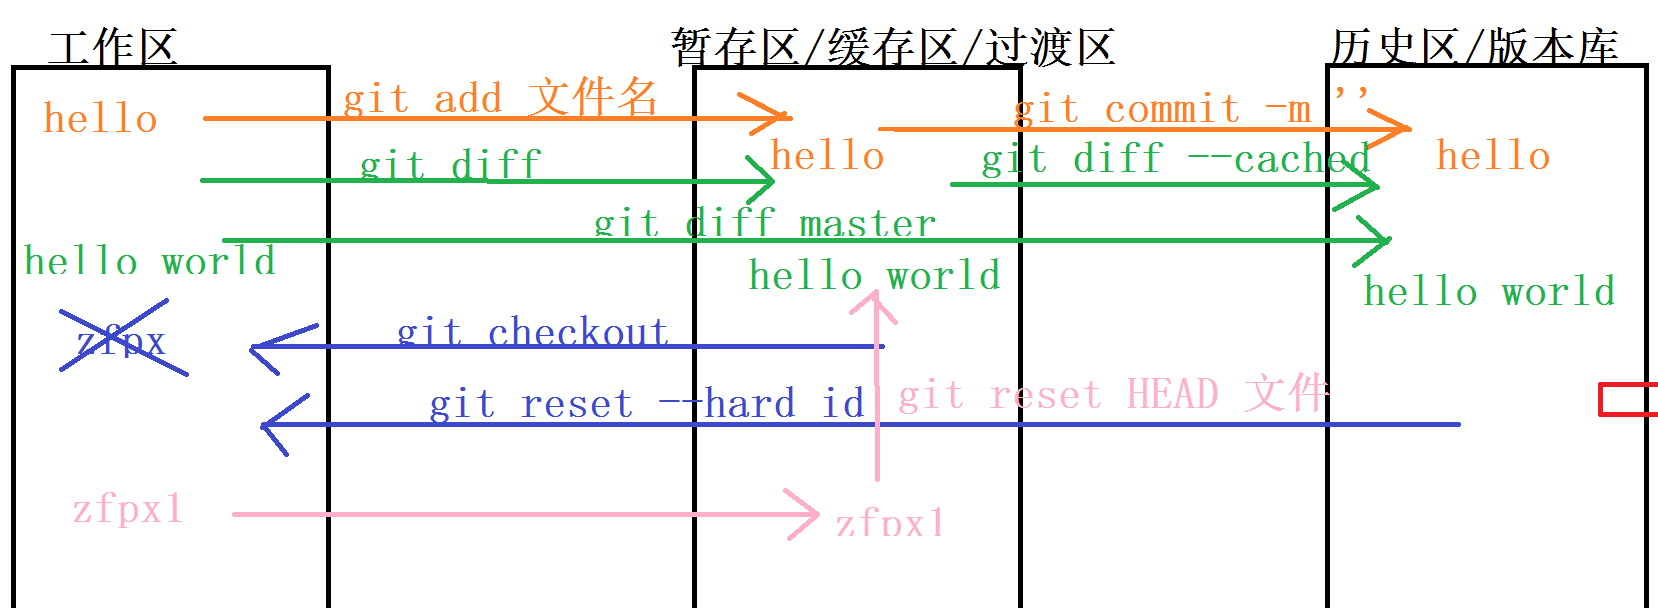 工作区
暂存区/缓存区/过渡区
历史区/版本库
hello
git add 文件名
git commit -m ''
hello
hello
git diff
git diff --cached
git diff master
hello world
hello world
hello world
zfpx
git checkout
git reset --hard id
git reset HEAD 文件
zfpx1
zfpx1